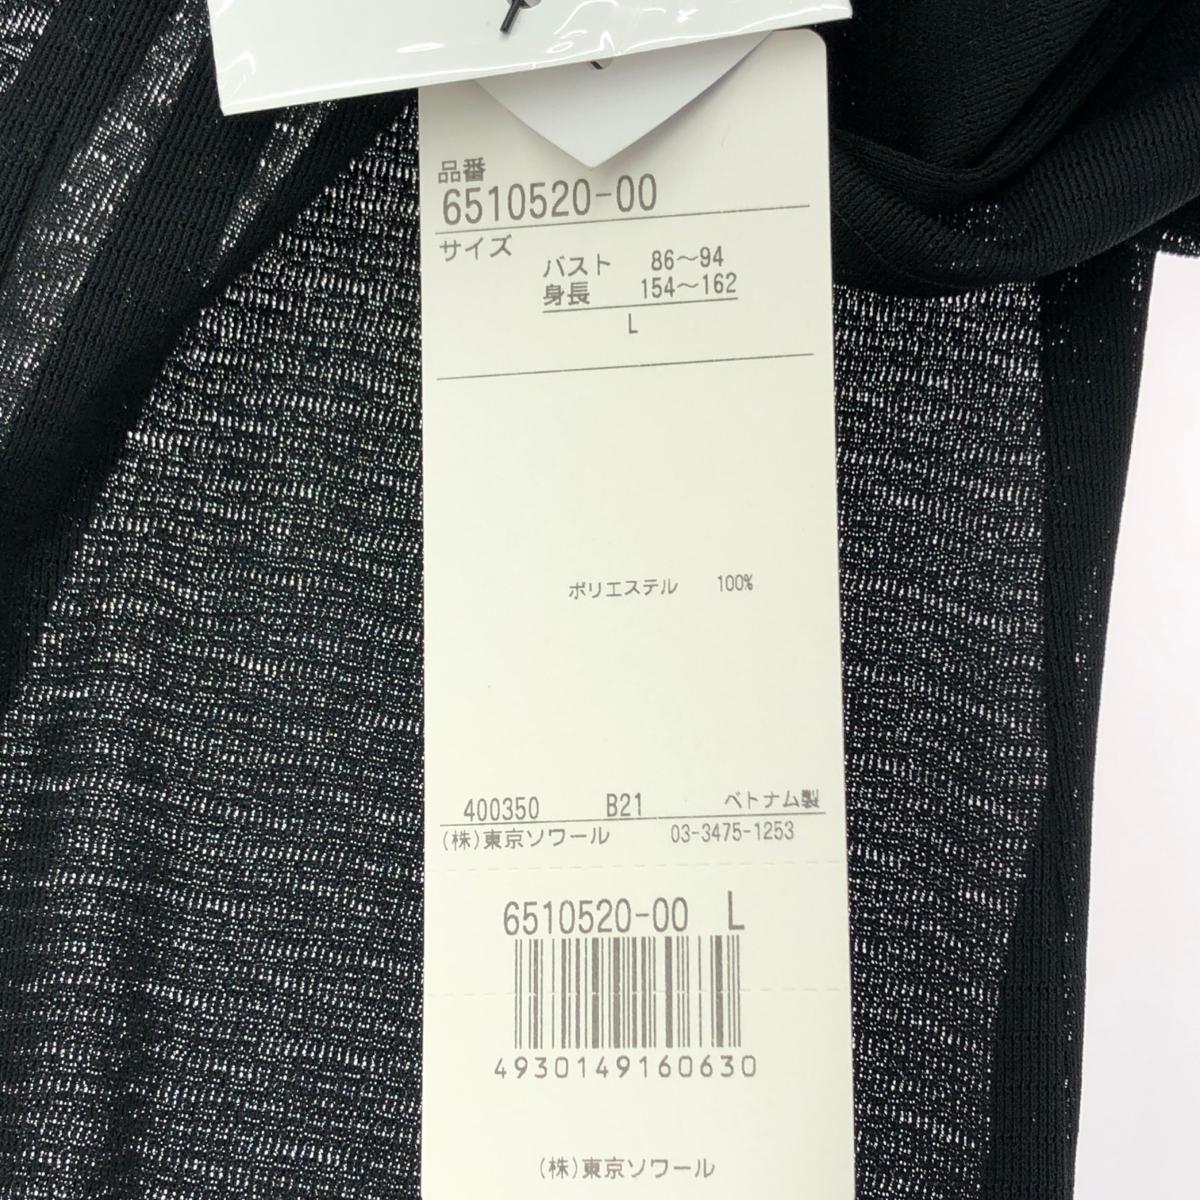 品番
6510520-00
サイズ
バスト 86～94
身長 154～162
L
ポリエステル 100%
400350 B21 ベトナム製
(株)東京ソワール 03-3475-1253
6510520-00 L
4930149160630
(株)東京ソワール